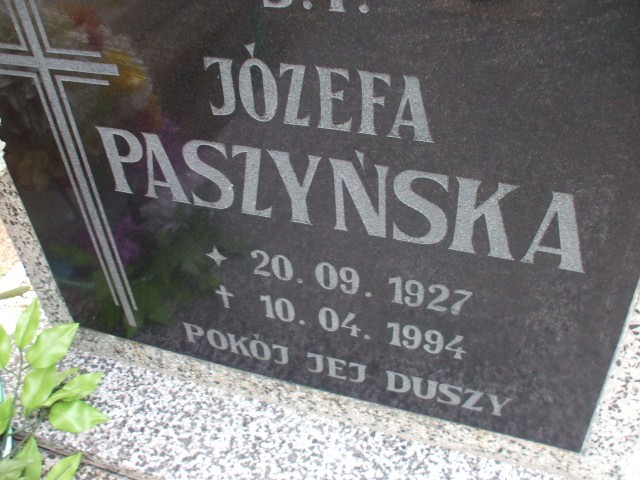 Ś.P.
JÓZEFA
PASZYŃSKA
20.09.1927
10.04.1994
POKÓJ JEJ DUSZY